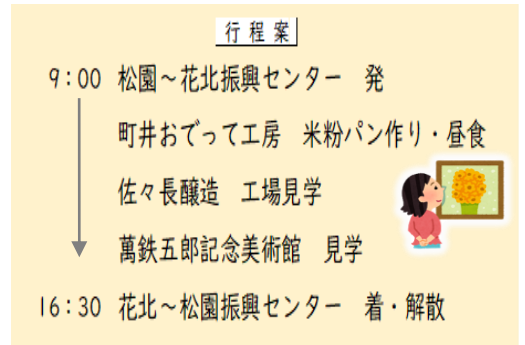 行程案
9:00 松園～花北振興センター 発
町井おでって工房 米粉パン作り・昼食
佐々長醸造 工場見学
萬鉄五郎記念美術館 見学
16:30 花北～松園振興センター 着・解散